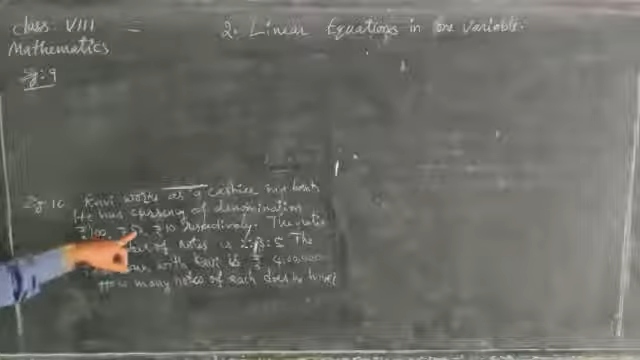 Class VIII
2. Linear Equations in one variable.
Mathematics
Eg: 9
Eg 10 Ravi works as a cashier in a bank
He has currency of denomination
₹100, ₹50, ₹10 respectively. The ratio
of notes is 2:3:5 The
with Ravi is ₹ 4,00,000
How many notes of each does he have?